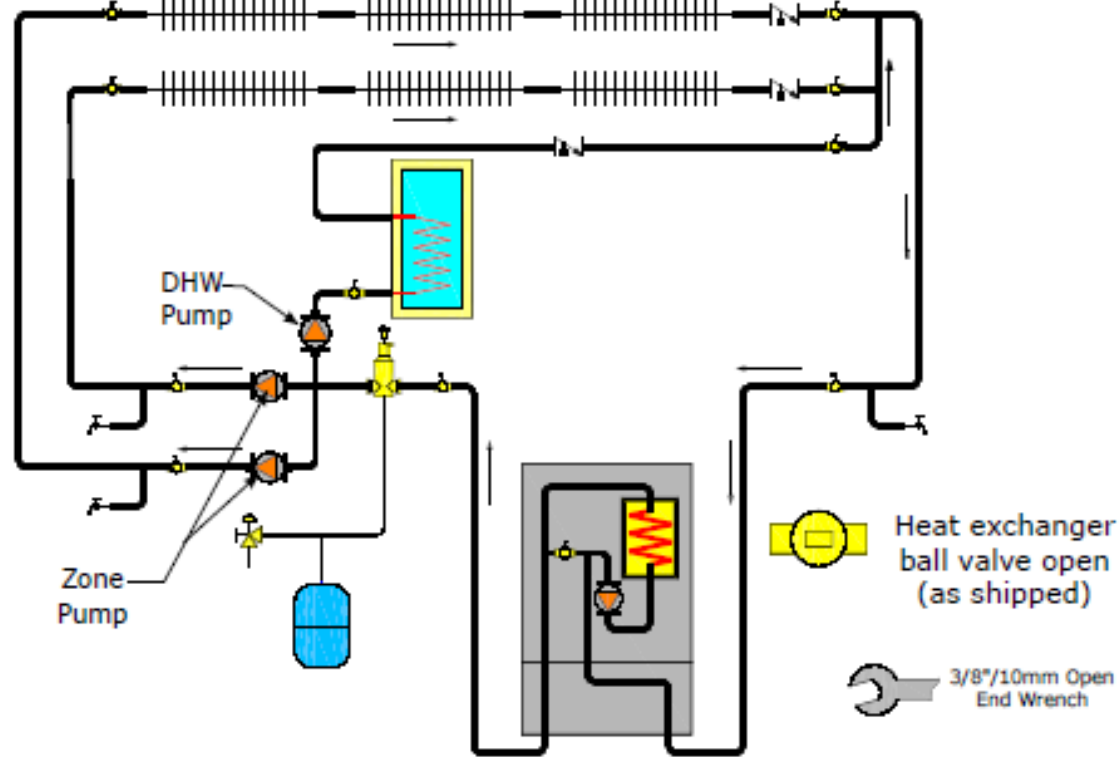 DHW
Pump
Zone
Pump
Heat exchanger
ball valve open
(as shipped)
3/8"/10mm Open
End Wrench